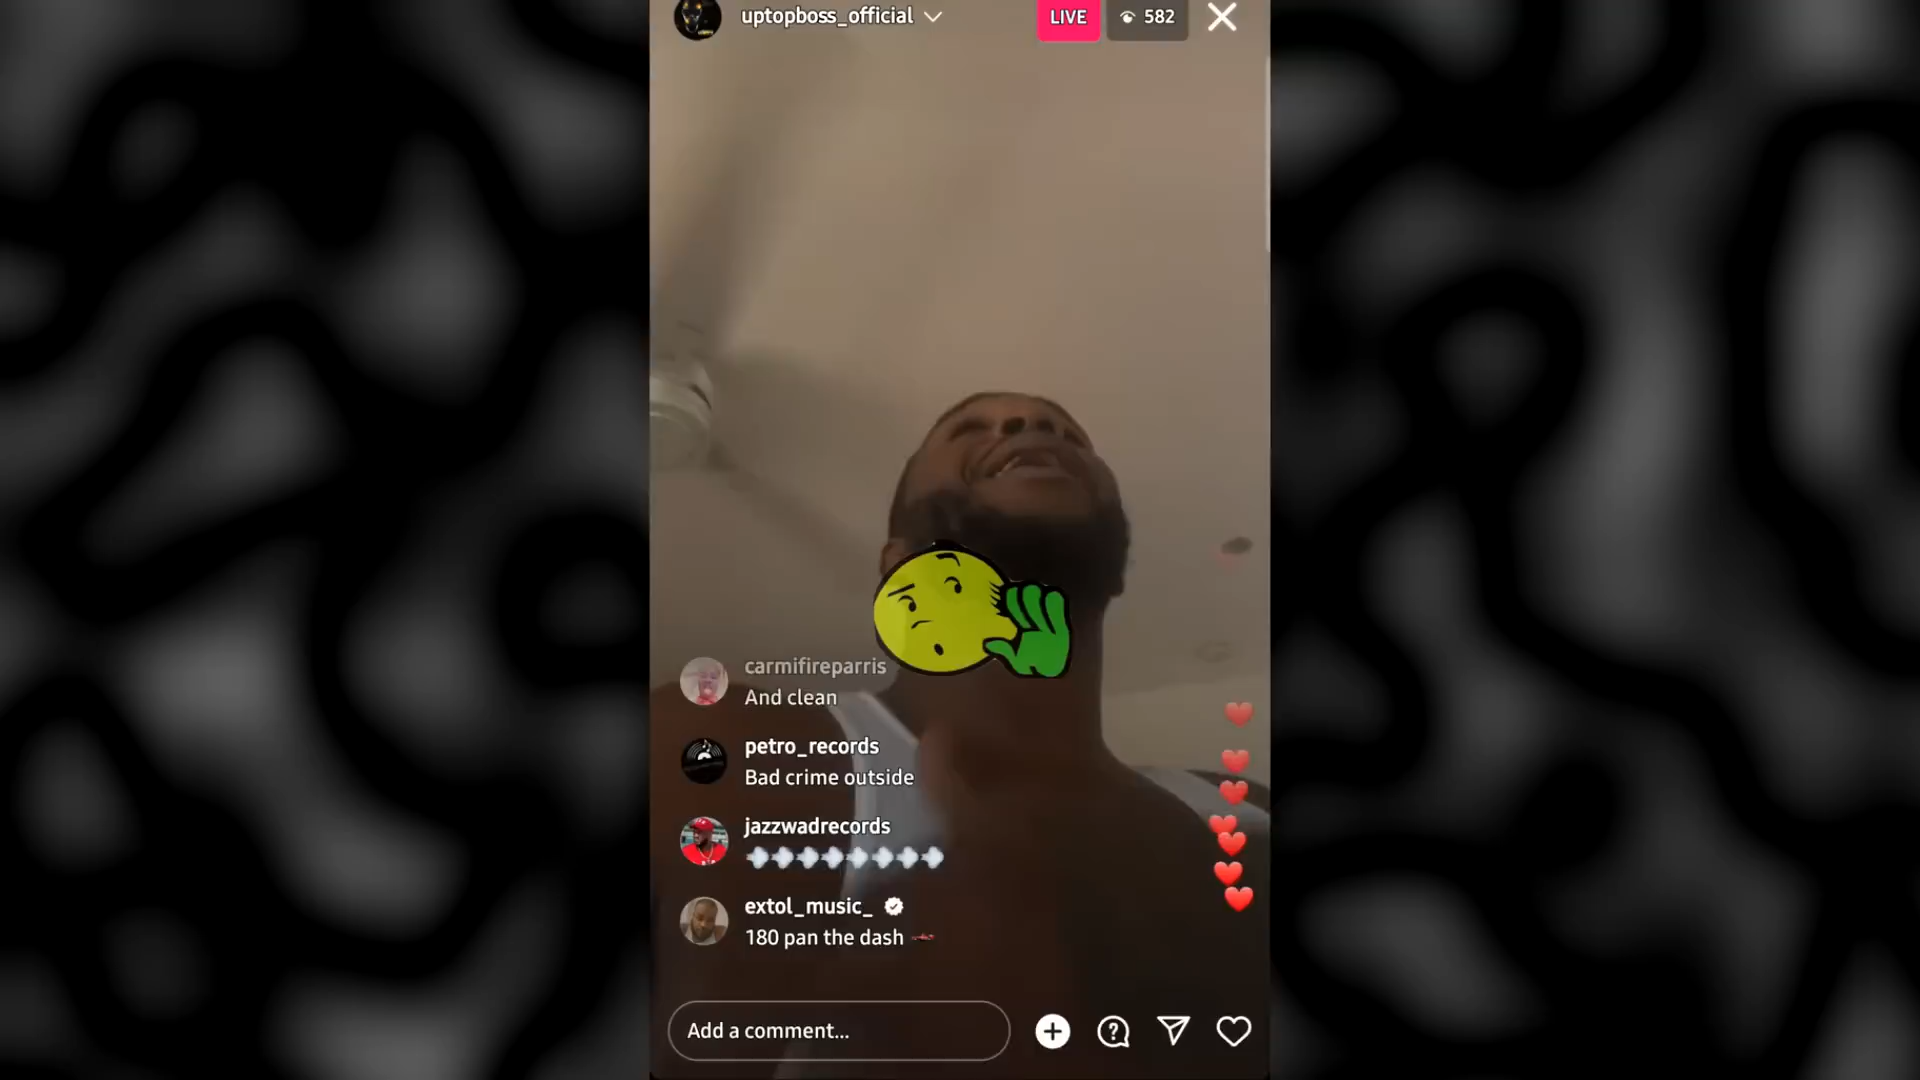 uptopboss_official
LIVE
582
carmifireparris
And clean
petro_records
Bad crime outside
jazzwadrecords
extol_music_
180 pan the dash
Add a comment...